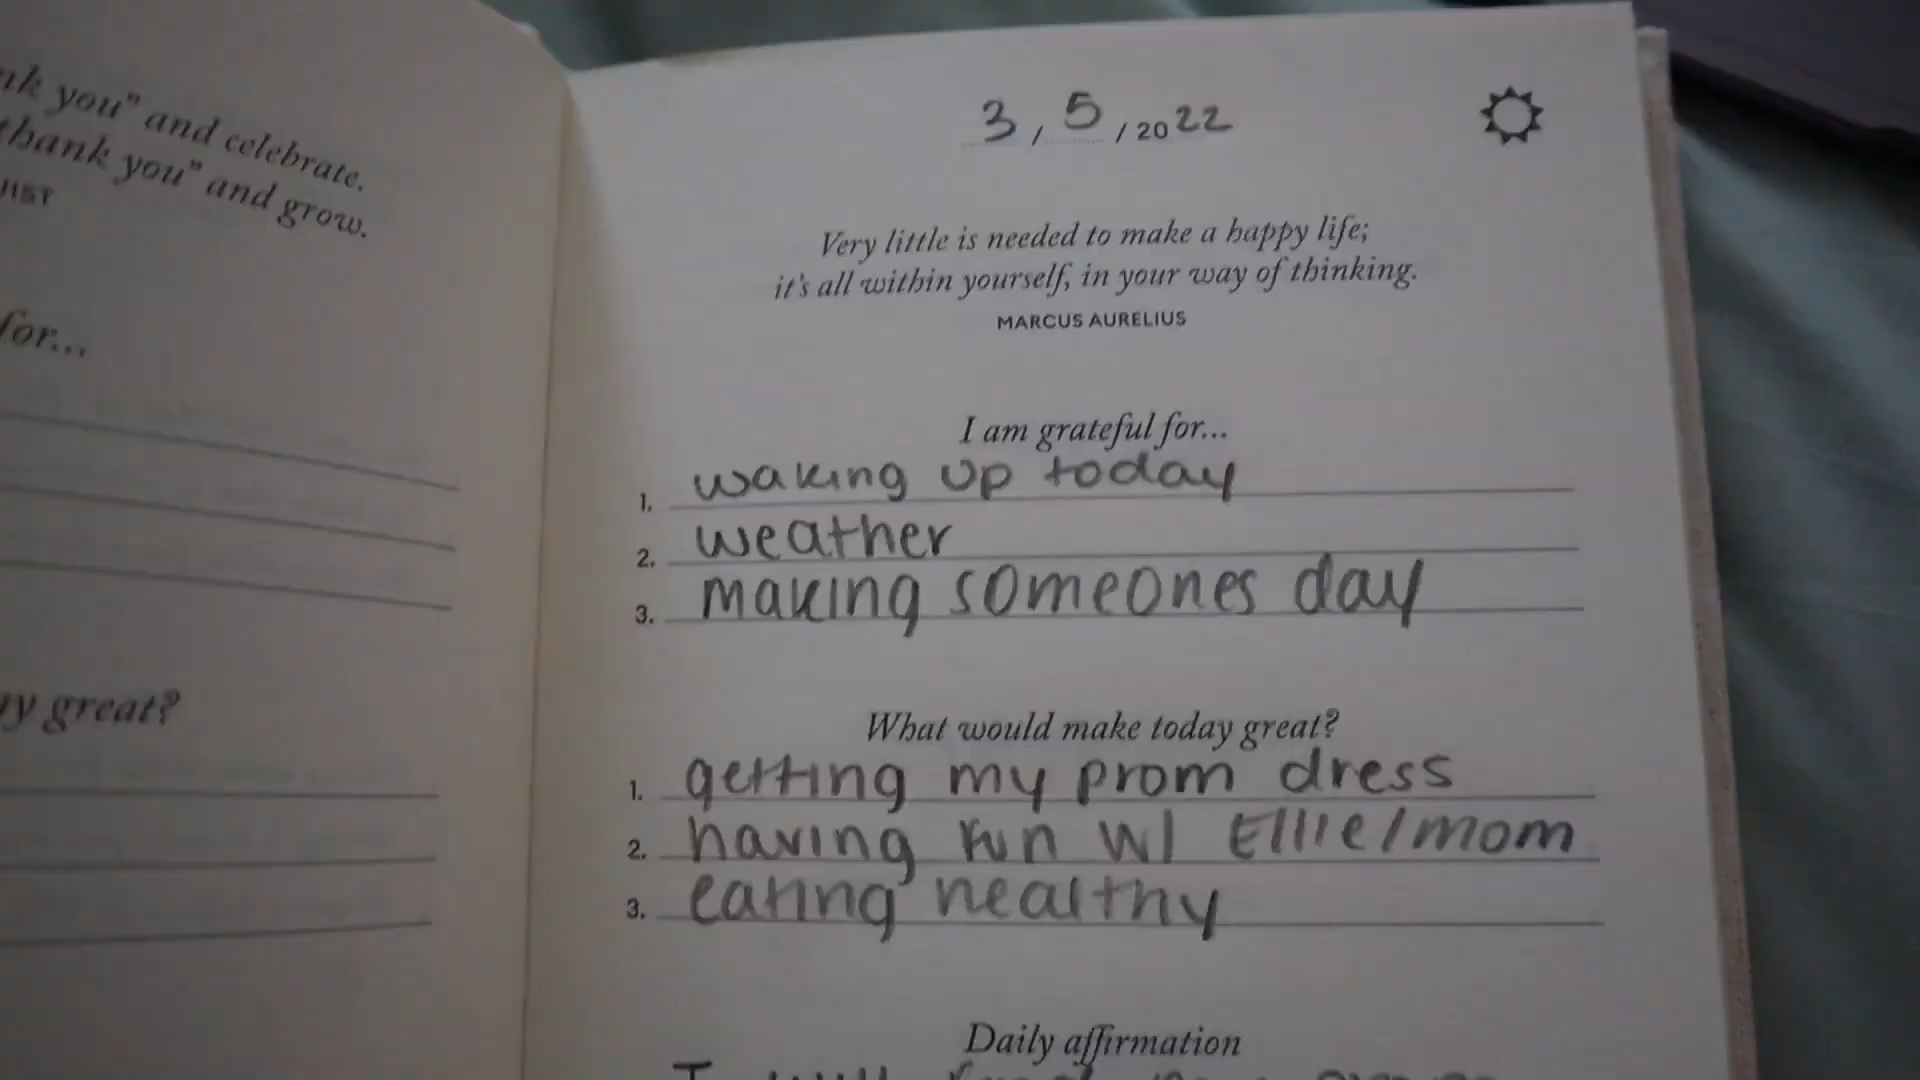 nk you" and celebrate.
thank you" and grow.
for...
y great?
3 / 5 / 2022
Very little is needed to make a happy life;
it's all within yourself, in your way of thinking.
MARCUS AURELIUS
I am grateful for...
1. waking up today
2. weather
3. making someones day
What would make today great?
1. getting my prom dress
2. having fun w/ Ellie/mom
3. eating healthy
Daily affirmation
I will